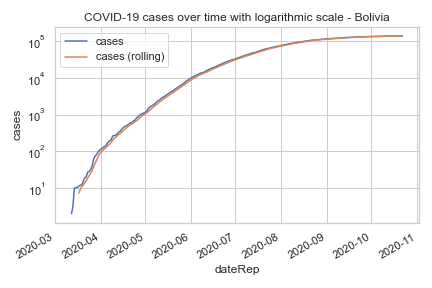 COVID-19 cases over time with logarithmic scale - Bolivia
cases
cases (rolling)
10⁵
10⁴
10³
10²
10¹
cases
2020-03
2020-04
2020-05
2020-06
2020-07
2020-08
2020-09
2020-10
2020-11
dateRep